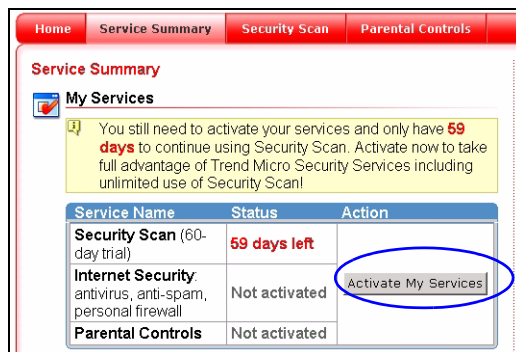 Home Service Summary Security Scan Parental Controls
Service Summary
My Services
You still need to activate your services and only have 59
days to continue using Security Scan. Activate now to take
full advantage of Trend Micro Security Services including
unlimited use of Security Scan!
Service Name Status Action
Security Scan (60-
day trial)
59 days left
Internet Security:
antivirus, anti-spam,
personal firewall
Not activated
Activate My Services
Parental Controls Not activated